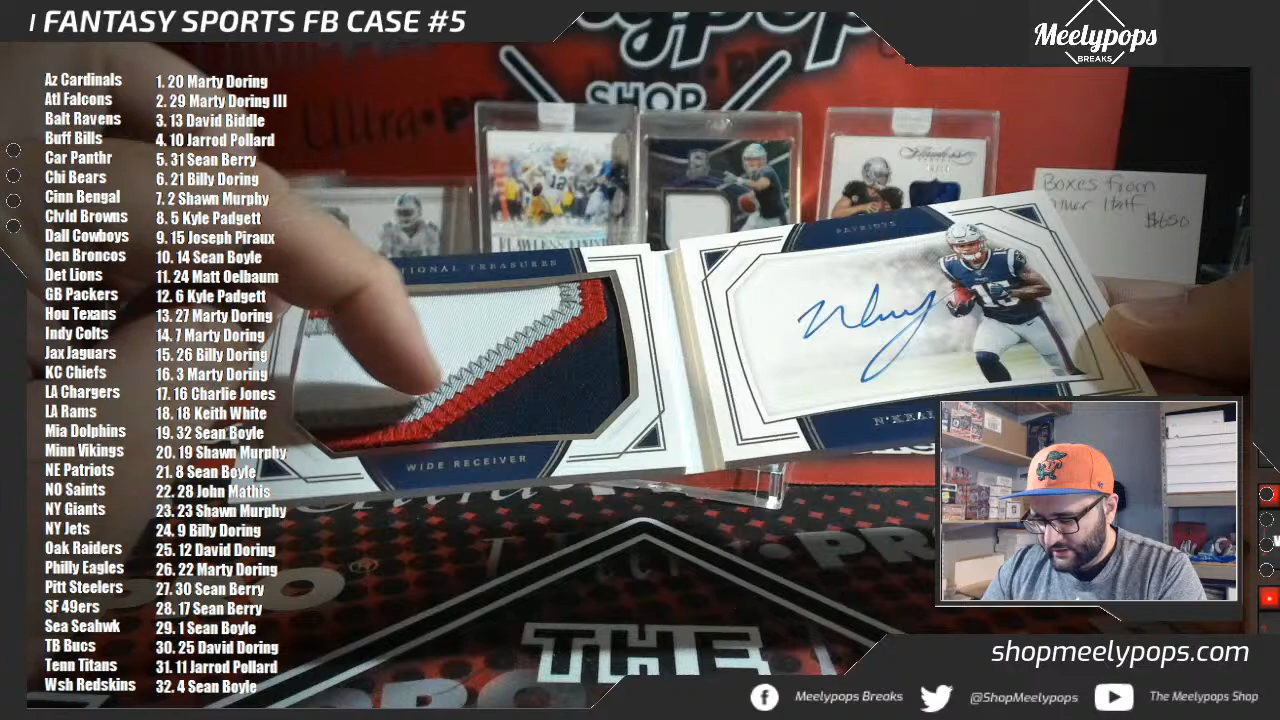 I FANTASY SPORTS FB CASE #5
Meelypops
BREAKS
SHOP
Boxes from
$650
Az Cardinals 1. 20 Marty Doring
Atl Falcons 2. 29 Marty Doring III
Balt Ravens 3. 13 David Biddle
Buff Bills 4. 10 Jarrod Pollard
Car Panthr 5. 31 Sean Berry
Chi Bears 6. 21 Billy Doring
Cinn Bengal 7. 2 Shawn Murphy
Clvld Browns 8. 5 Kyle Padgett
Dall Cowboys 9. 15 Joseph Piraux
Den Broncos 10. 14 Sean Boyle
Det Lions 11. 24 Matt Oelbaum
GB Packers 12. 6 Kyle Padgett
Hou Texans 13. 27 Marty Doring
Indy Colts 14. 7 Marty Doring
Jax Jaguars 15. 26 Billy Doring
KC Chiefs 16. 3 Marty Doring
LA Chargers 17. 16 Charlie Jones
LA Rams 18. 18 Keith White
Mia Dolphins 19. 32 Sean Boyle
Minn Vikings 20. 19 Shawn Murphy
NE Patriots 21. 8 Sean Boyle
NO Saints 22. 28 John Mathis
NY Giants 23. 23 Shawn Murphy
NY Jets 24. 9 Billy Doring
Oak Raiders 25. 12 David Doring
Philly Eagles 26. 22 Marty Doring
Pitt Steelers 27. 30 Sean Berry
SF 49ers 28. 17 Sean Berry
Sea Seahwk 29. 1 Sean Boyle
TB Bucs 30. 25 David Doring
Tenn Titans 31. 11 Jarrod Pollard
Wsh Redskins 32. 4 Sean Boyle
TREASURES
PATRIOTS
15
12
WIDE RECEIVER
THE
shopmeelypops.com
Meelypops Breaks
@ShopMeelypops
The Meelypops Shop